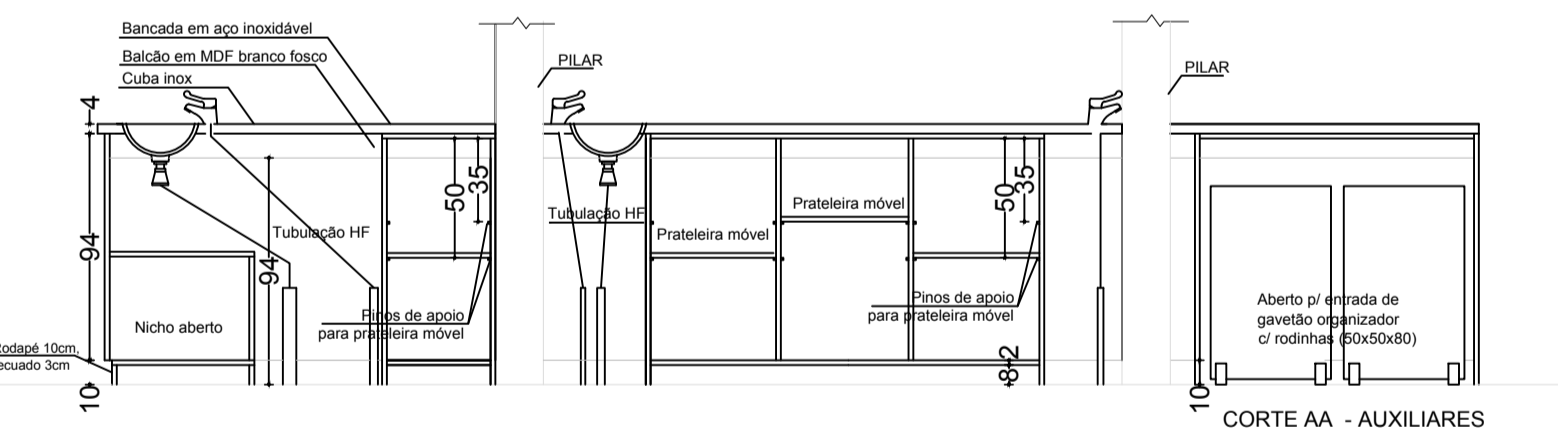 Bancada em aço inoxidável
Balcão em MDF branco fosco
Cuba inox
PILAR
PILAR
4
94
10
94
50
35
50
35
8
2
10
Tubulação HF
Tubulação HF
Prateleira móvel
Prateleira móvel
Nicho aberto
Pinos de apoio
para prateleira móvel
Pinos de apoio
para prateleira móvel
Aberto p/ entrada de
gavetão organizador
c/ rodinhas (50x50x80)
10cm,
3cm
CORTE AA - AUXILIARES